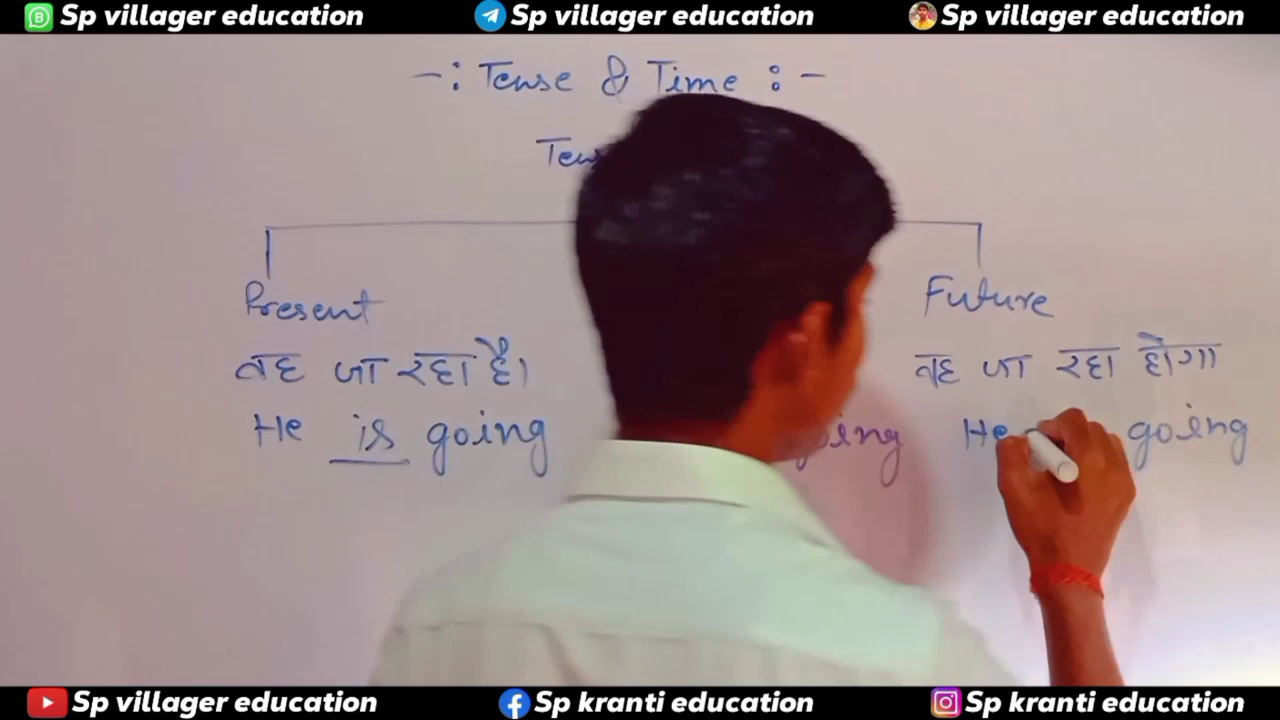 Sp villager education Sp villager education Sp villager education
-: Tense & Time :-
Present Future
वह जा रहा है। वह जा रहा होगा
He is going going He going
Sp villager education Sp kranti education Sp kranti education